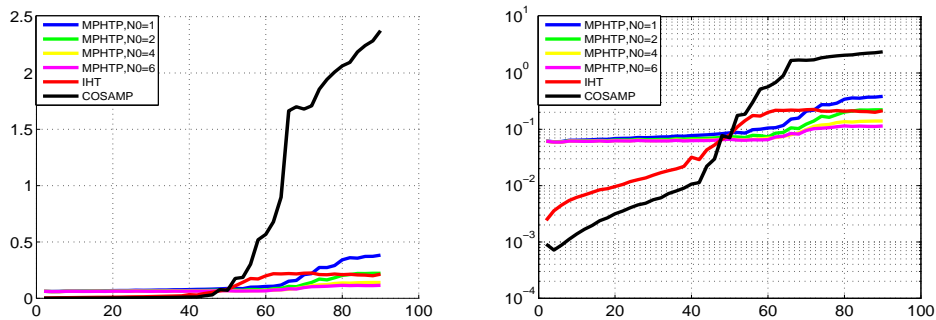 2.5
2
1.5
1
0.5
0
0 20 40 60 80 100
MPHTP,N0=1
MPHTP,N0=2
MPHTP,N0=4
MPHTP,N0=6
IHT
COSAMP
10^1
10^0
10^-1
10^-2
10^-3
10^-4
0 20 40 60 80 100
MPHTP,N0=1
MPHTP,N0=2
MPHTP,N0=4
MPHTP,N0=6
IHT
COSAMP